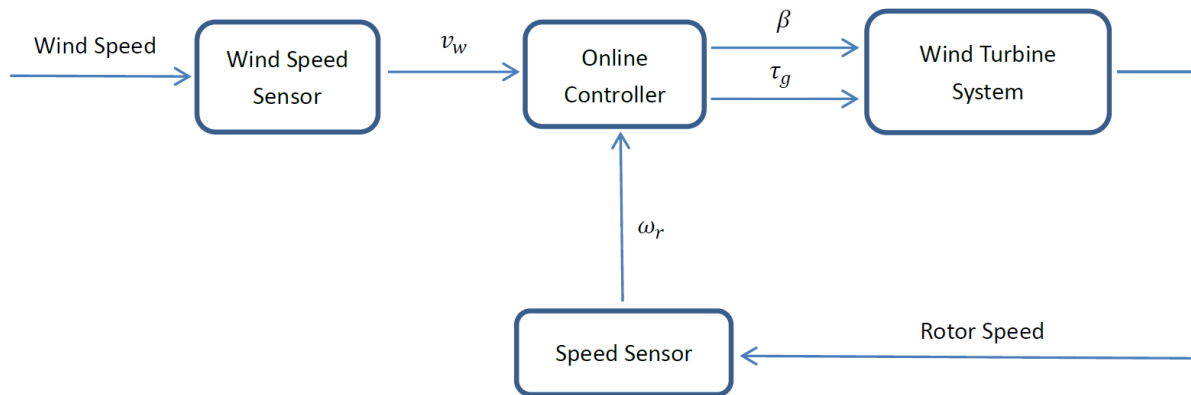 Wind Speed
Wind Speed
Sensor
v_w
Online
Controller
β
τ_g
Wind Turbine
System
ω_r
Speed Sensor
Rotor Speed